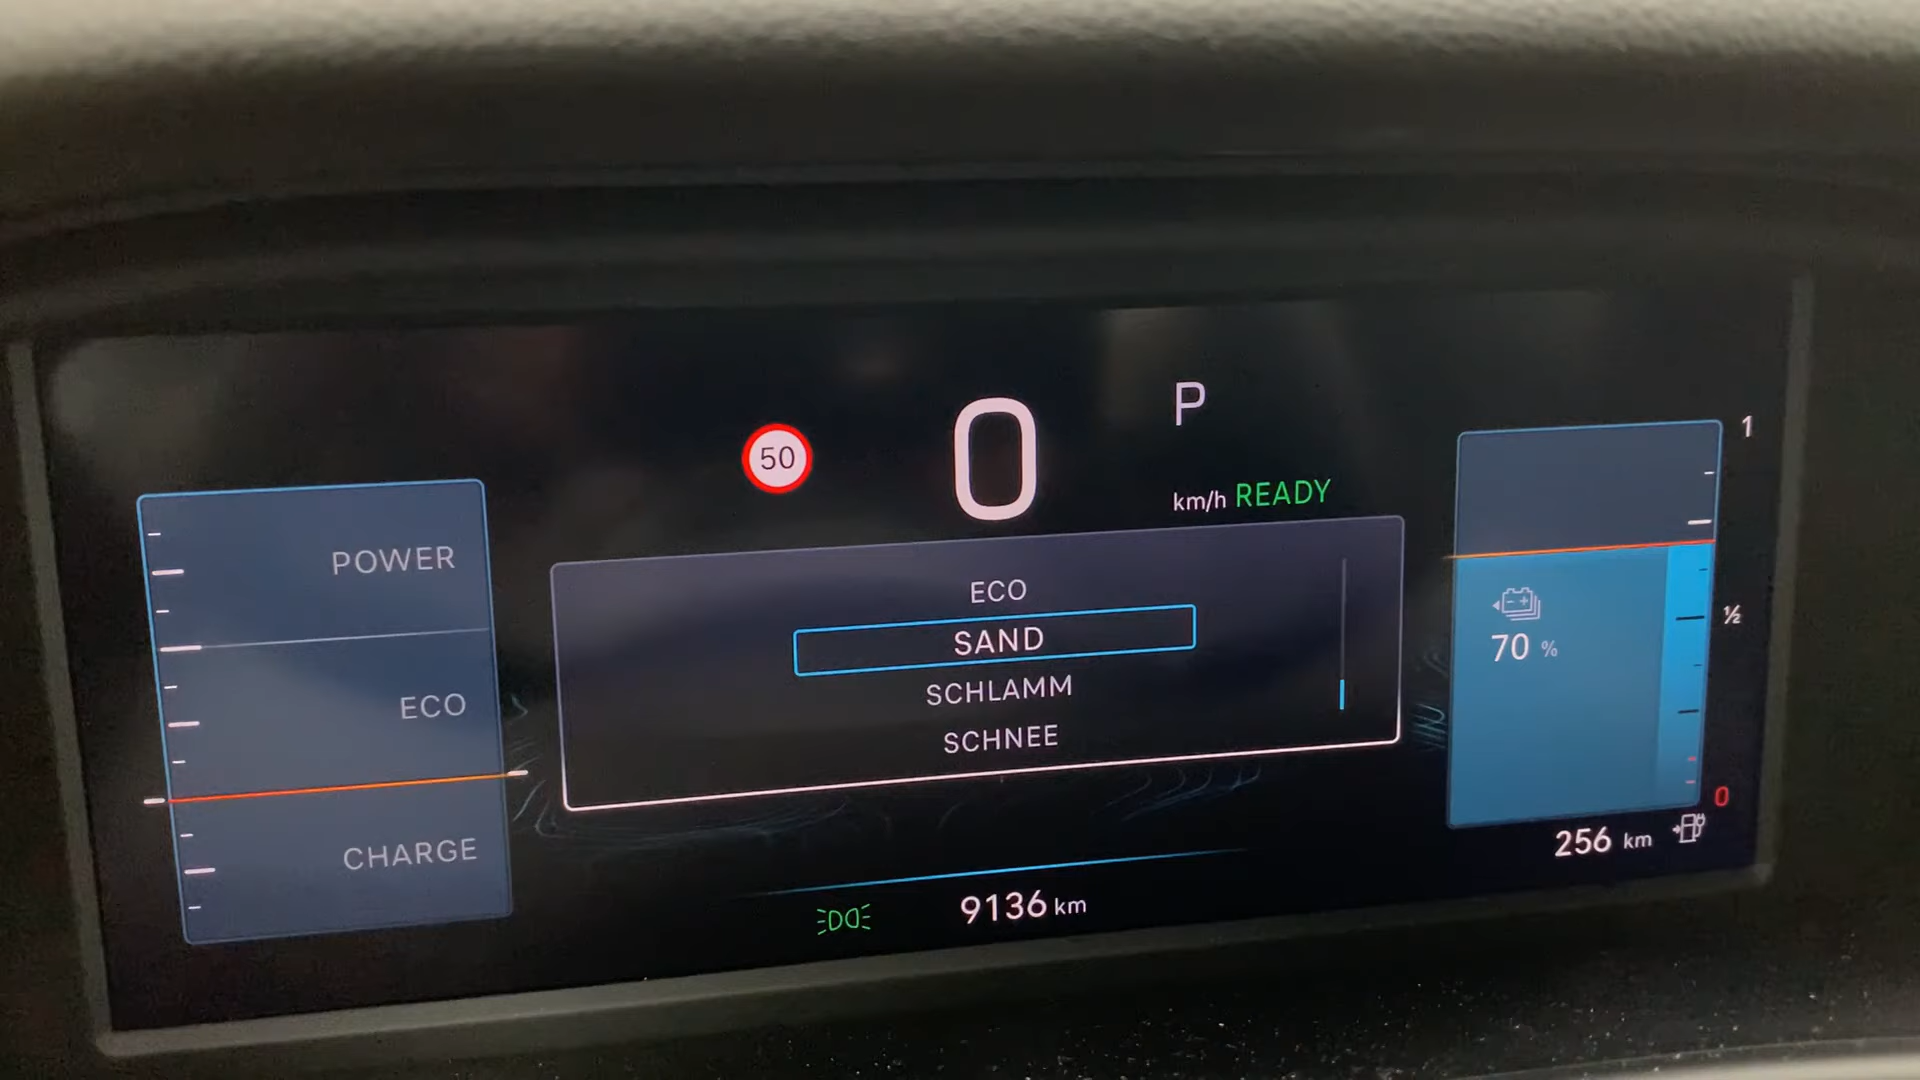 P
50
0
km/h READY
1
POWER
ECO
SAND
SCHLAMM
SCHNEE
ECO
CHARGE
½
70 %
0
256 km
9136 km